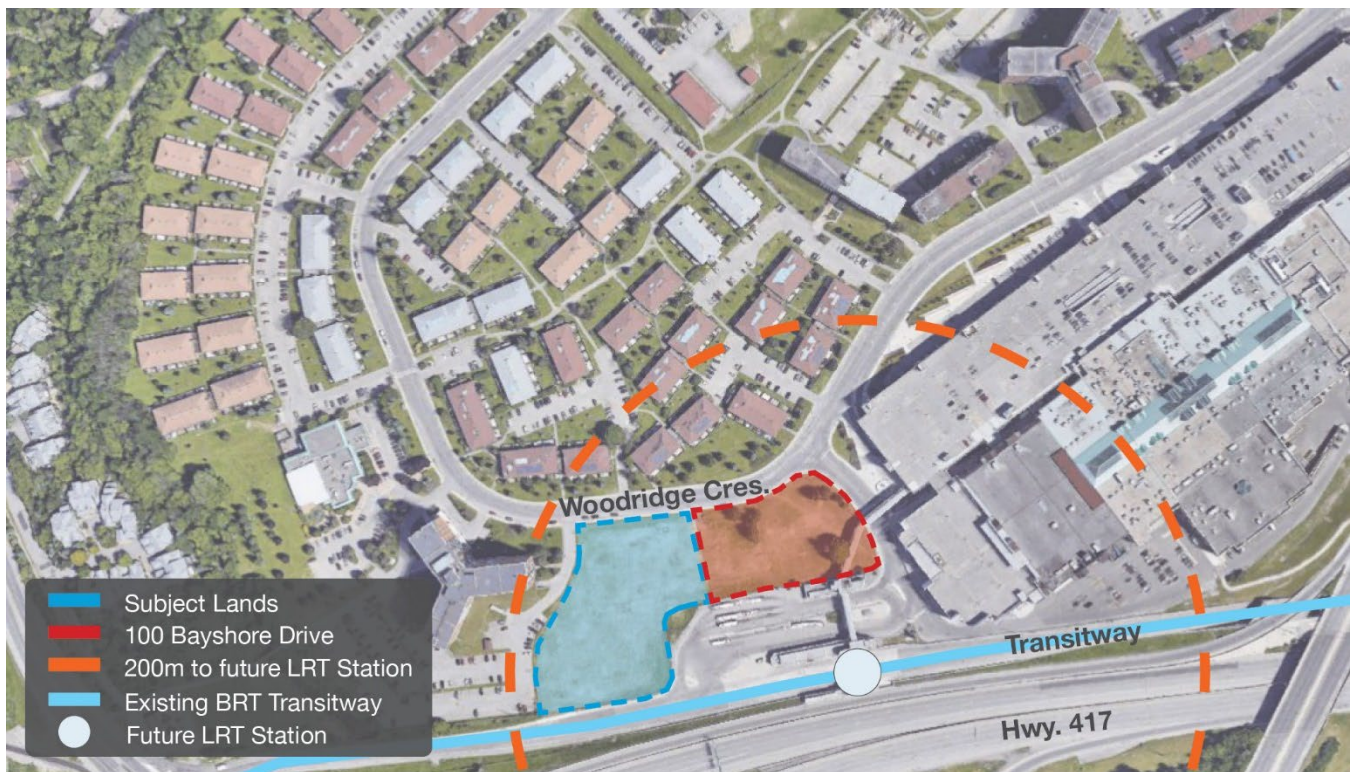 Woodridge Cres.
Transitway
Hwy. 417
Subject Lands
100 Bayshore Drive
200m to future LRT Station
Existing BRT Transitway
Future LRT Station